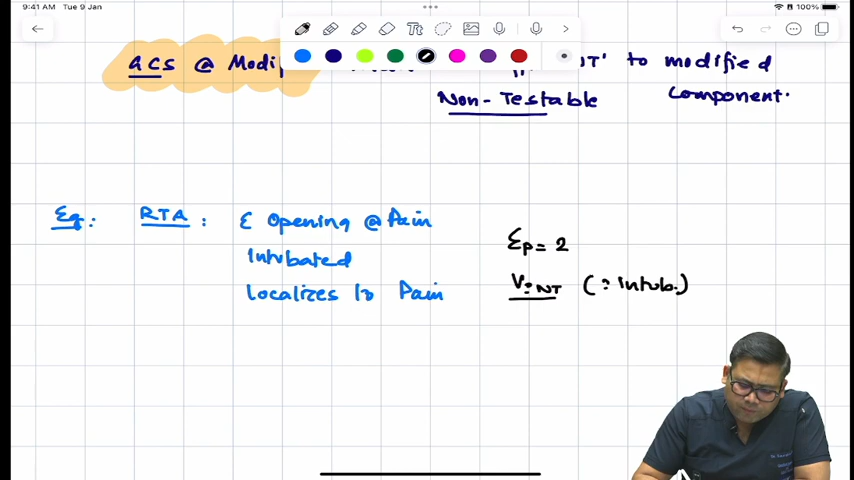 9:41 AM Tue 9 Jan
100%
GCS @ Modi NT' to modified
Non-Testable component.
Eg: RTA : E Opening @ Pain
Intubated
Localizes to Pain
Ep = 2
V: NT (∵ Intub.)